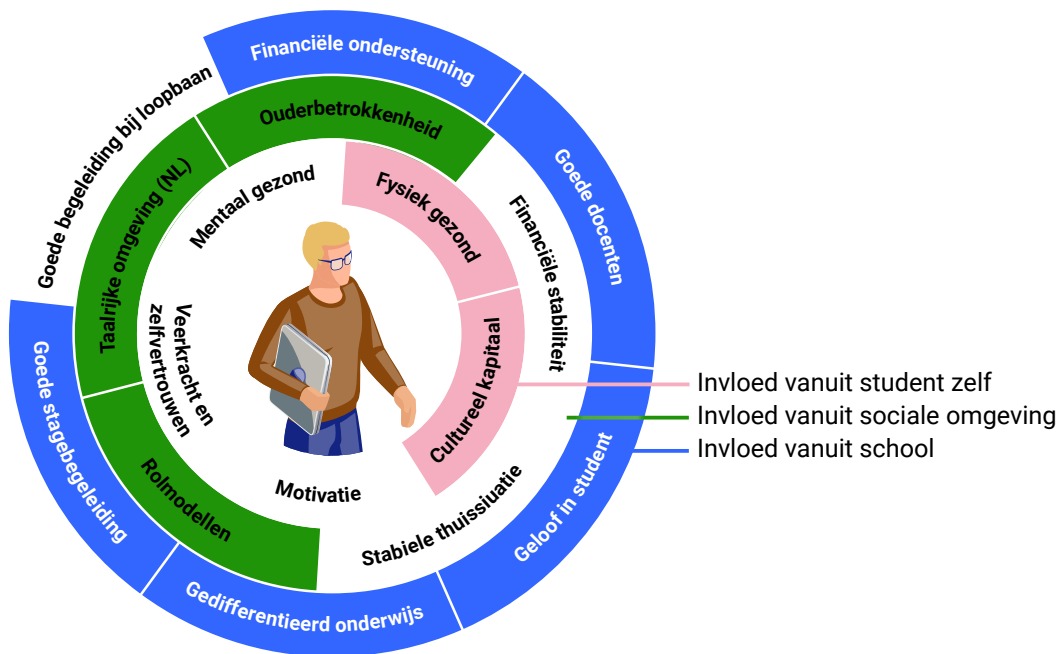 Financiële ondersteuning
Goede docenten
Geloof in student
Gedifferentieerd onderwijs
Goede stagebegeleiding
Goede begeleiding bij loopbaan
Ouderbetrokkenheid
Financiële stabiliteit
Stabiele thuissiuatie
Rolmodellen
Taalrijke omgeving (NL)
Mentaal gezond
Fysiek gezond
Cultureel kapitaal
Motivatie
Veerkracht en
zelfvertrouwen
Invloed vanuit student zelf
Invloed vanuit sociale omgeving
Invloed vanuit school